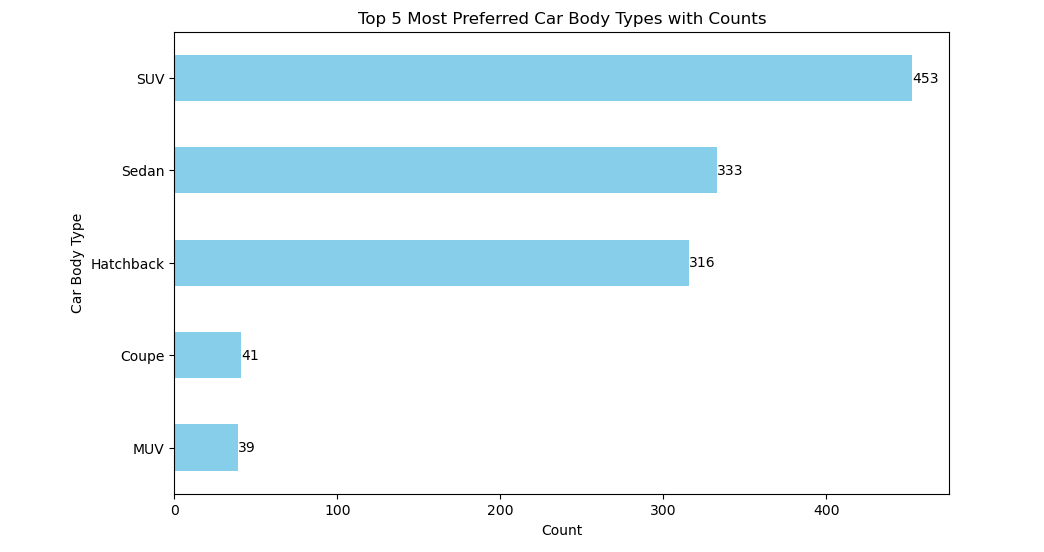 Top 5 Most Preferred Car Body Types with Counts
SUV
453
Sedan
333
Hatchback
316
Coupe
41
MUV
39
Car Body Type
0 100 200 300 400
Count